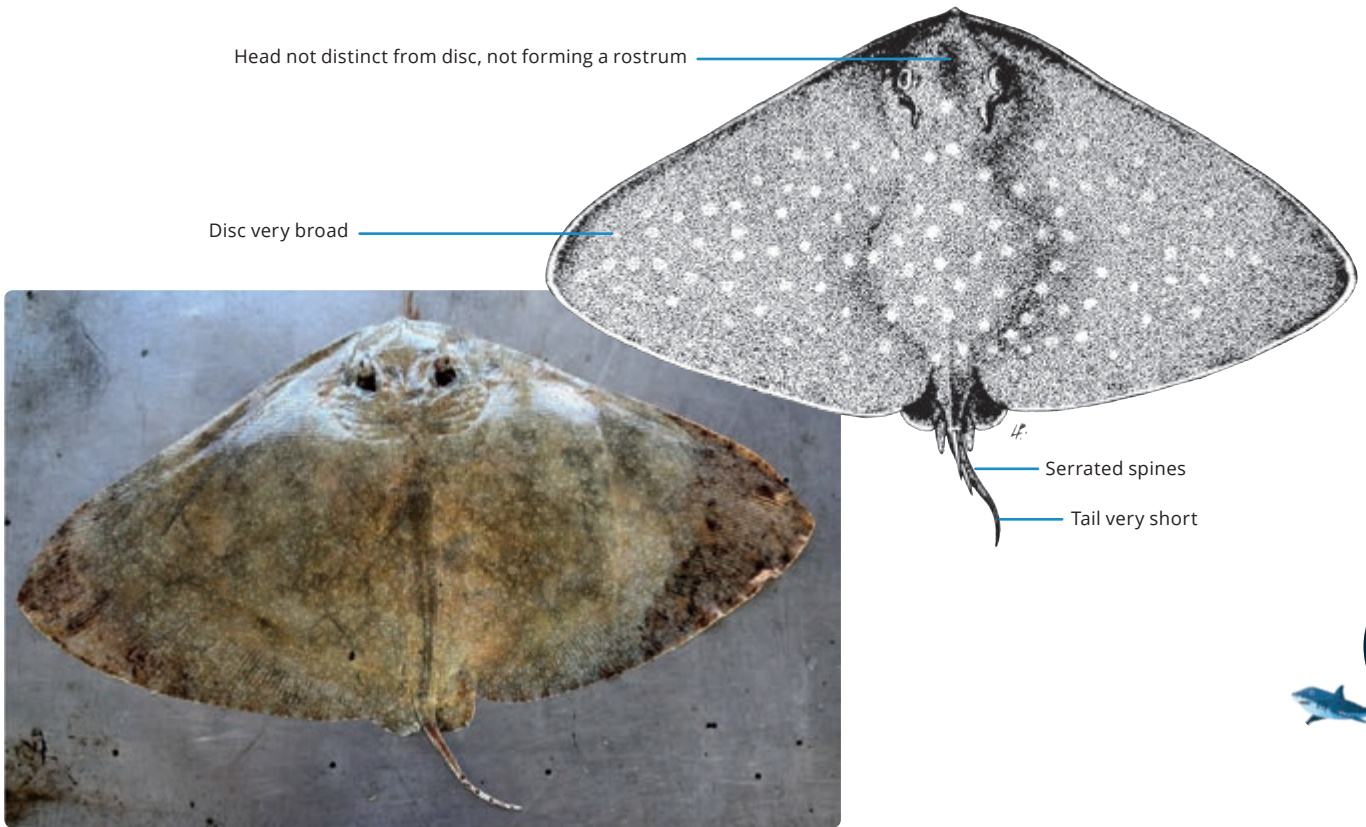 Head not distinct from disc, not forming a rostrum
Disc very broad
Serrated spines
Tail very short